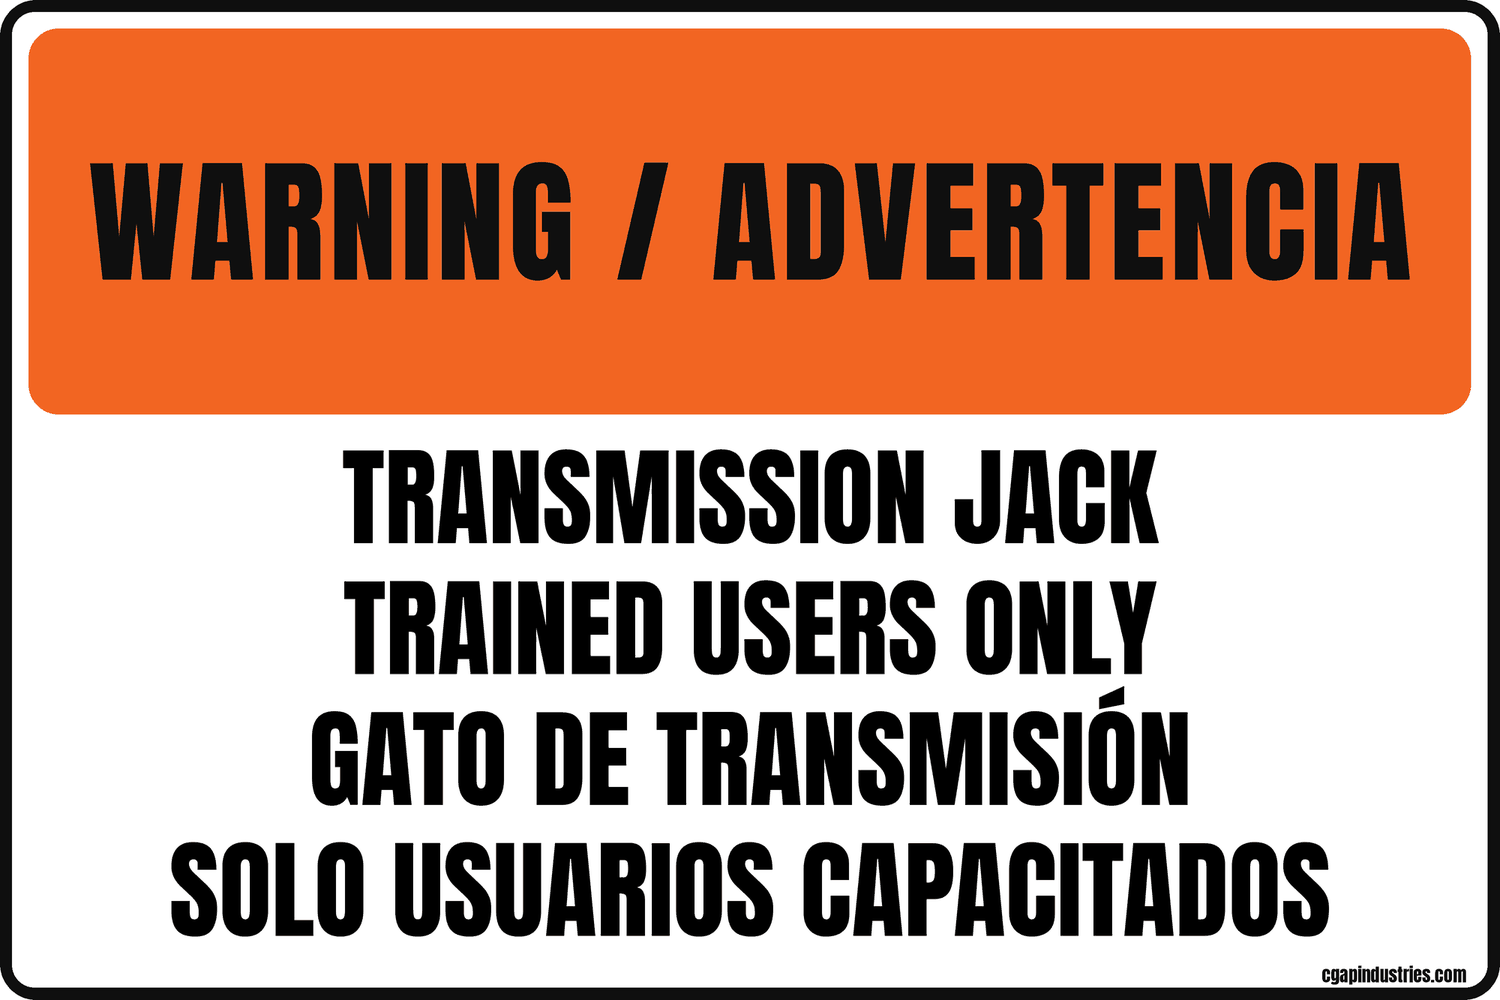 WARNING / ADVERTENCIA
TRANSMISSION JACK
TRAINED USERS ONLY
GATO DE TRANSMISIÓN
SOLO USUARIOS CAPACITADOS
cgapindustries.com